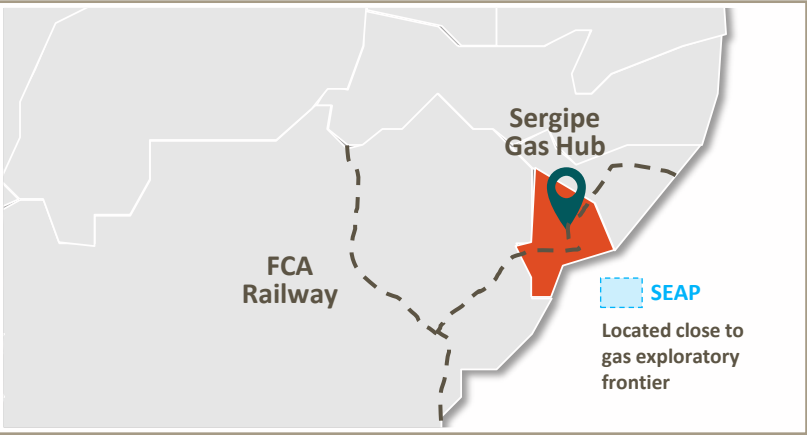 Sergipe
Gas Hub
FCA
Railway
SEAP
Located close to
gas exploratory
frontier